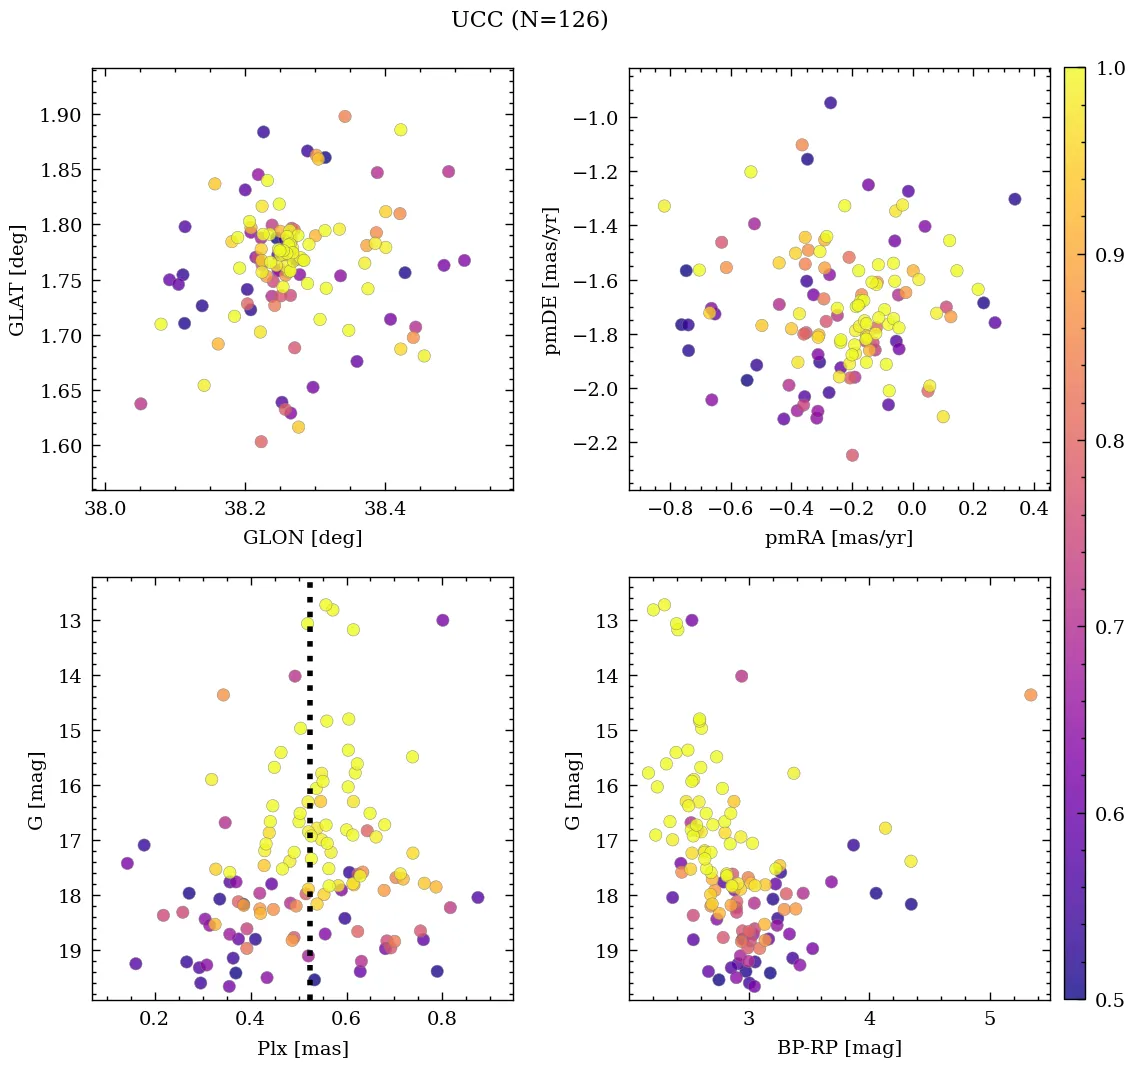 UCC (N=126)
1.90
1.85
1.80
1.75
1.70
1.65
1.60
GLAT [deg]
38.0 38.2 38.4
GLON [deg]
−1.0
−1.2
−1.4
−1.6
−1.8
−2.0
−2.2
pmDE [mas/yr]
−0.8 −0.6 −0.4 −0.2 0.0 0.2 0.4
pmRA [mas/yr]
1.0
0.9
0.8
0.7
0.6
0.5
13
14
15
16
17
18
19
G [mag]
0.2 0.4 0.6 0.8
Plx [mas]
13
14
15
16
17
18
19
G [mag]
3 4 5
BP-RP [mag]